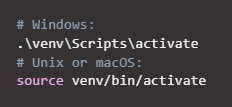 # Windows:
.\venv\Scripts\activate
# Unix or macOS:
source venv/bin/activate